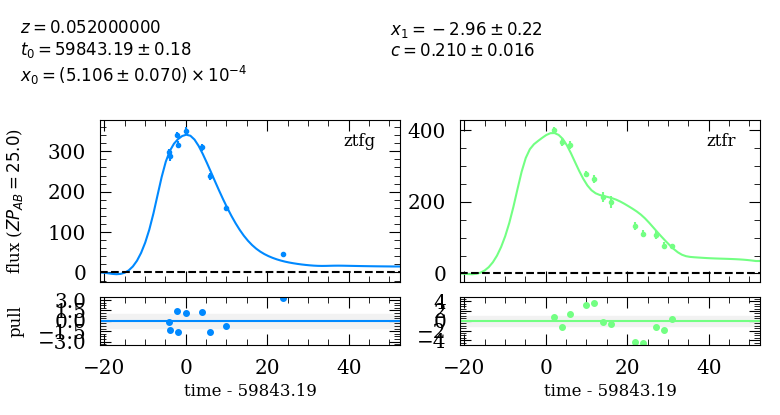 z = 0.052000000
t₀ = 59843.19 ± 0.18
x₀ = (5.106 ± 0.070) × 10⁻⁴
x₁ = −2.96 ± 0.22
c = 0.210 ± 0.016
flux (ZP_AB = 25.0)
300
200
100
0
ztfg
400
200
0
ztfr
pull
3.0
1.5
0.0
−1.5
−3.0
4
2
0
−2
−4
−20 0 20 40
−20 0 20 40
time - 59843.19
time - 59843.19